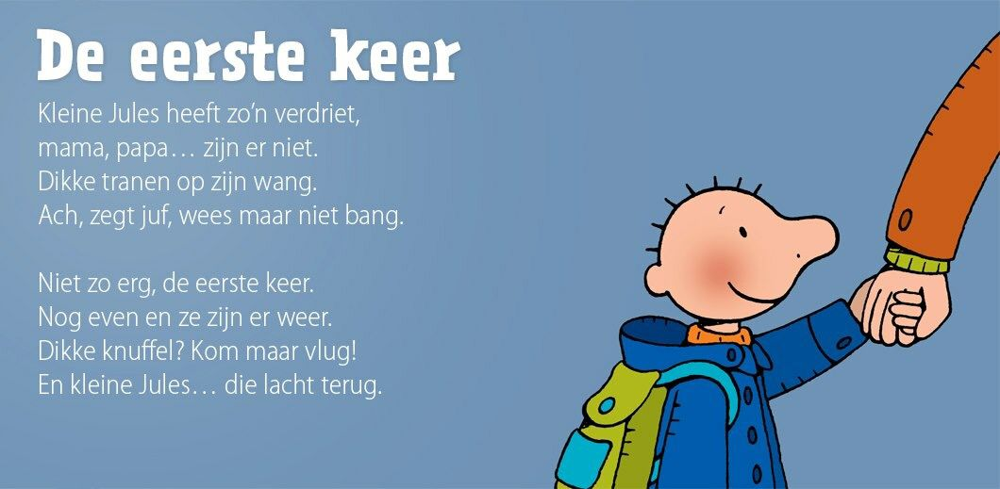 De eerste keer
Kleine Jules heeft zo’n verdriet,
mama, papa… zijn er niet.
Dikke tranen op zijn wang.
Ach, zegt juf, wees maar niet bang.
Niet zo erg, de eerste keer.
Nog even en ze zijn er weer.
Dikke knuffel? Kom maar vlug!
En kleine Jules… die lacht terug.